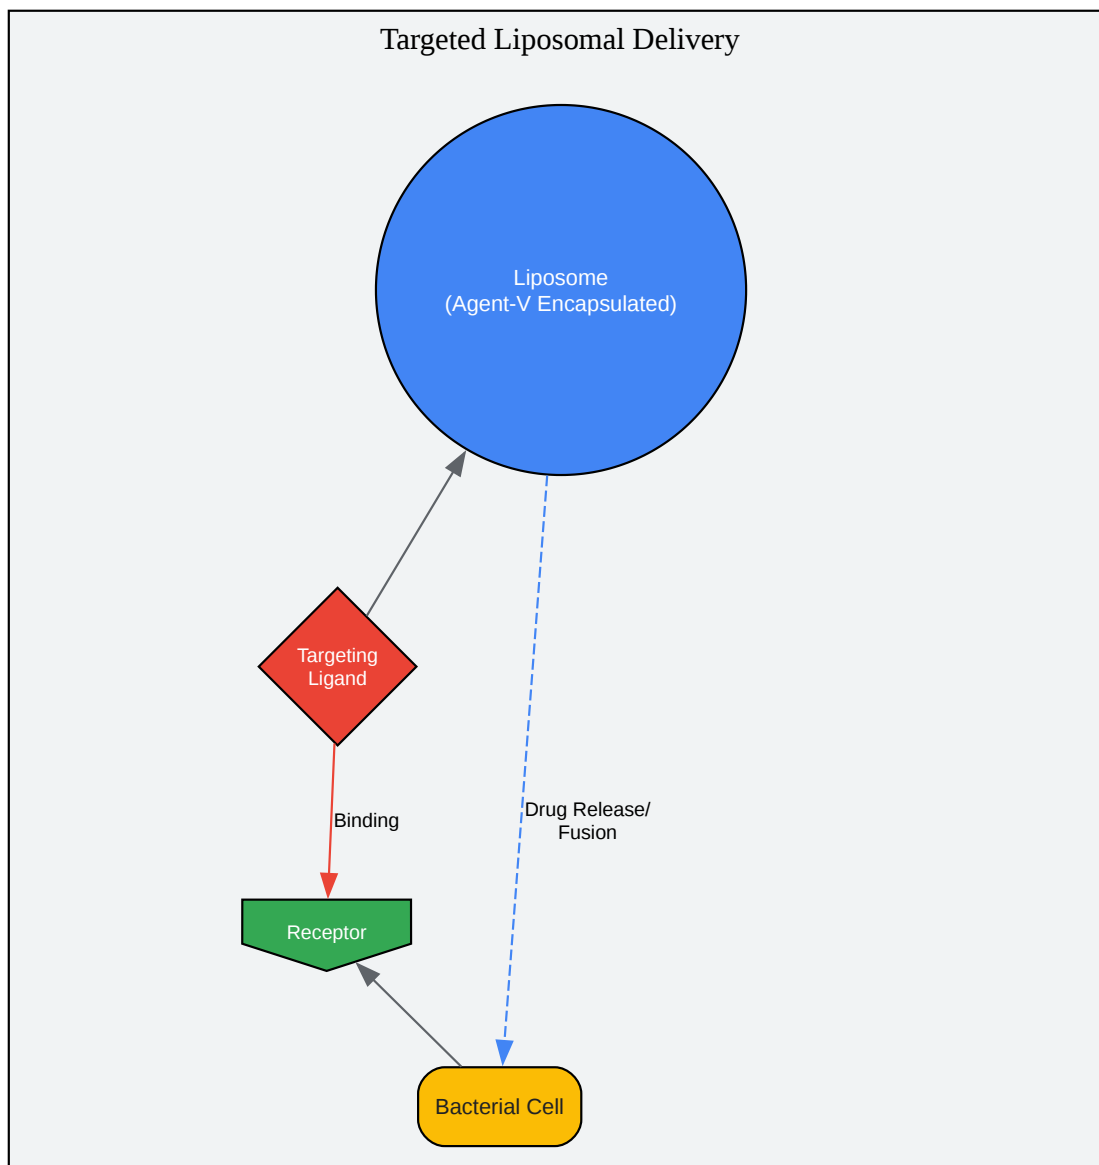 Targeted Liposomal Delivery
Liposome
(Agent-V Encapsulated)
Targeting
Ligand
Binding
Drug Release/
Fusion
Receptor
Bacterial Cell